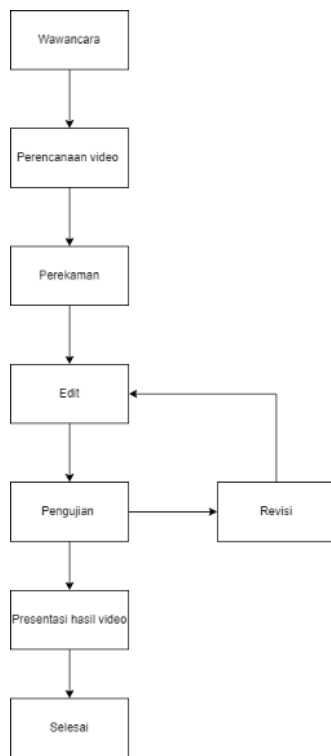 Wawancara
Perencanaan video
Perekaman
Edit
Pengujian
Revisi
Presentasi hasil video
Selesai